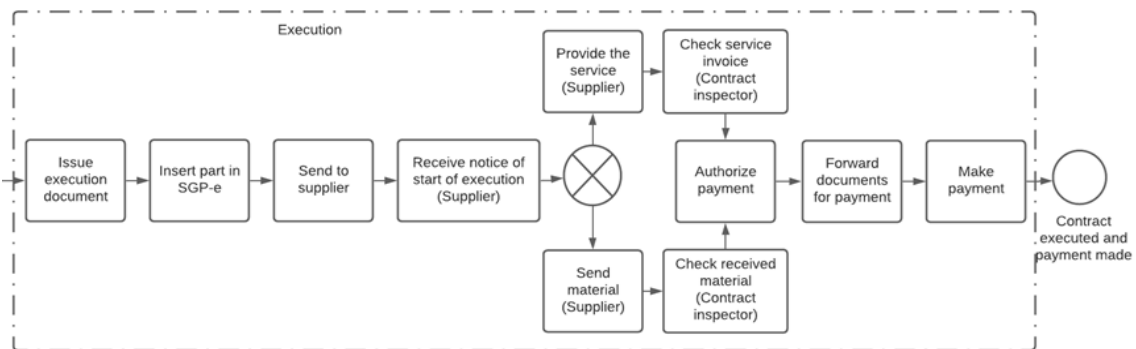 Execution
Provide the
service
(Supplier)
Check service
invoice
(Contract
inspector)
Issue
execution
document
Insert part in
SGP-e
Send to
supplier
Receive notice of
start of execution
(Supplier)
Authorize
payment
Forward
documents
for payment
Make
payment
Contract
executed and
payment made
Send
material
(Supplier)
Check received
material
(Contract
inspector)